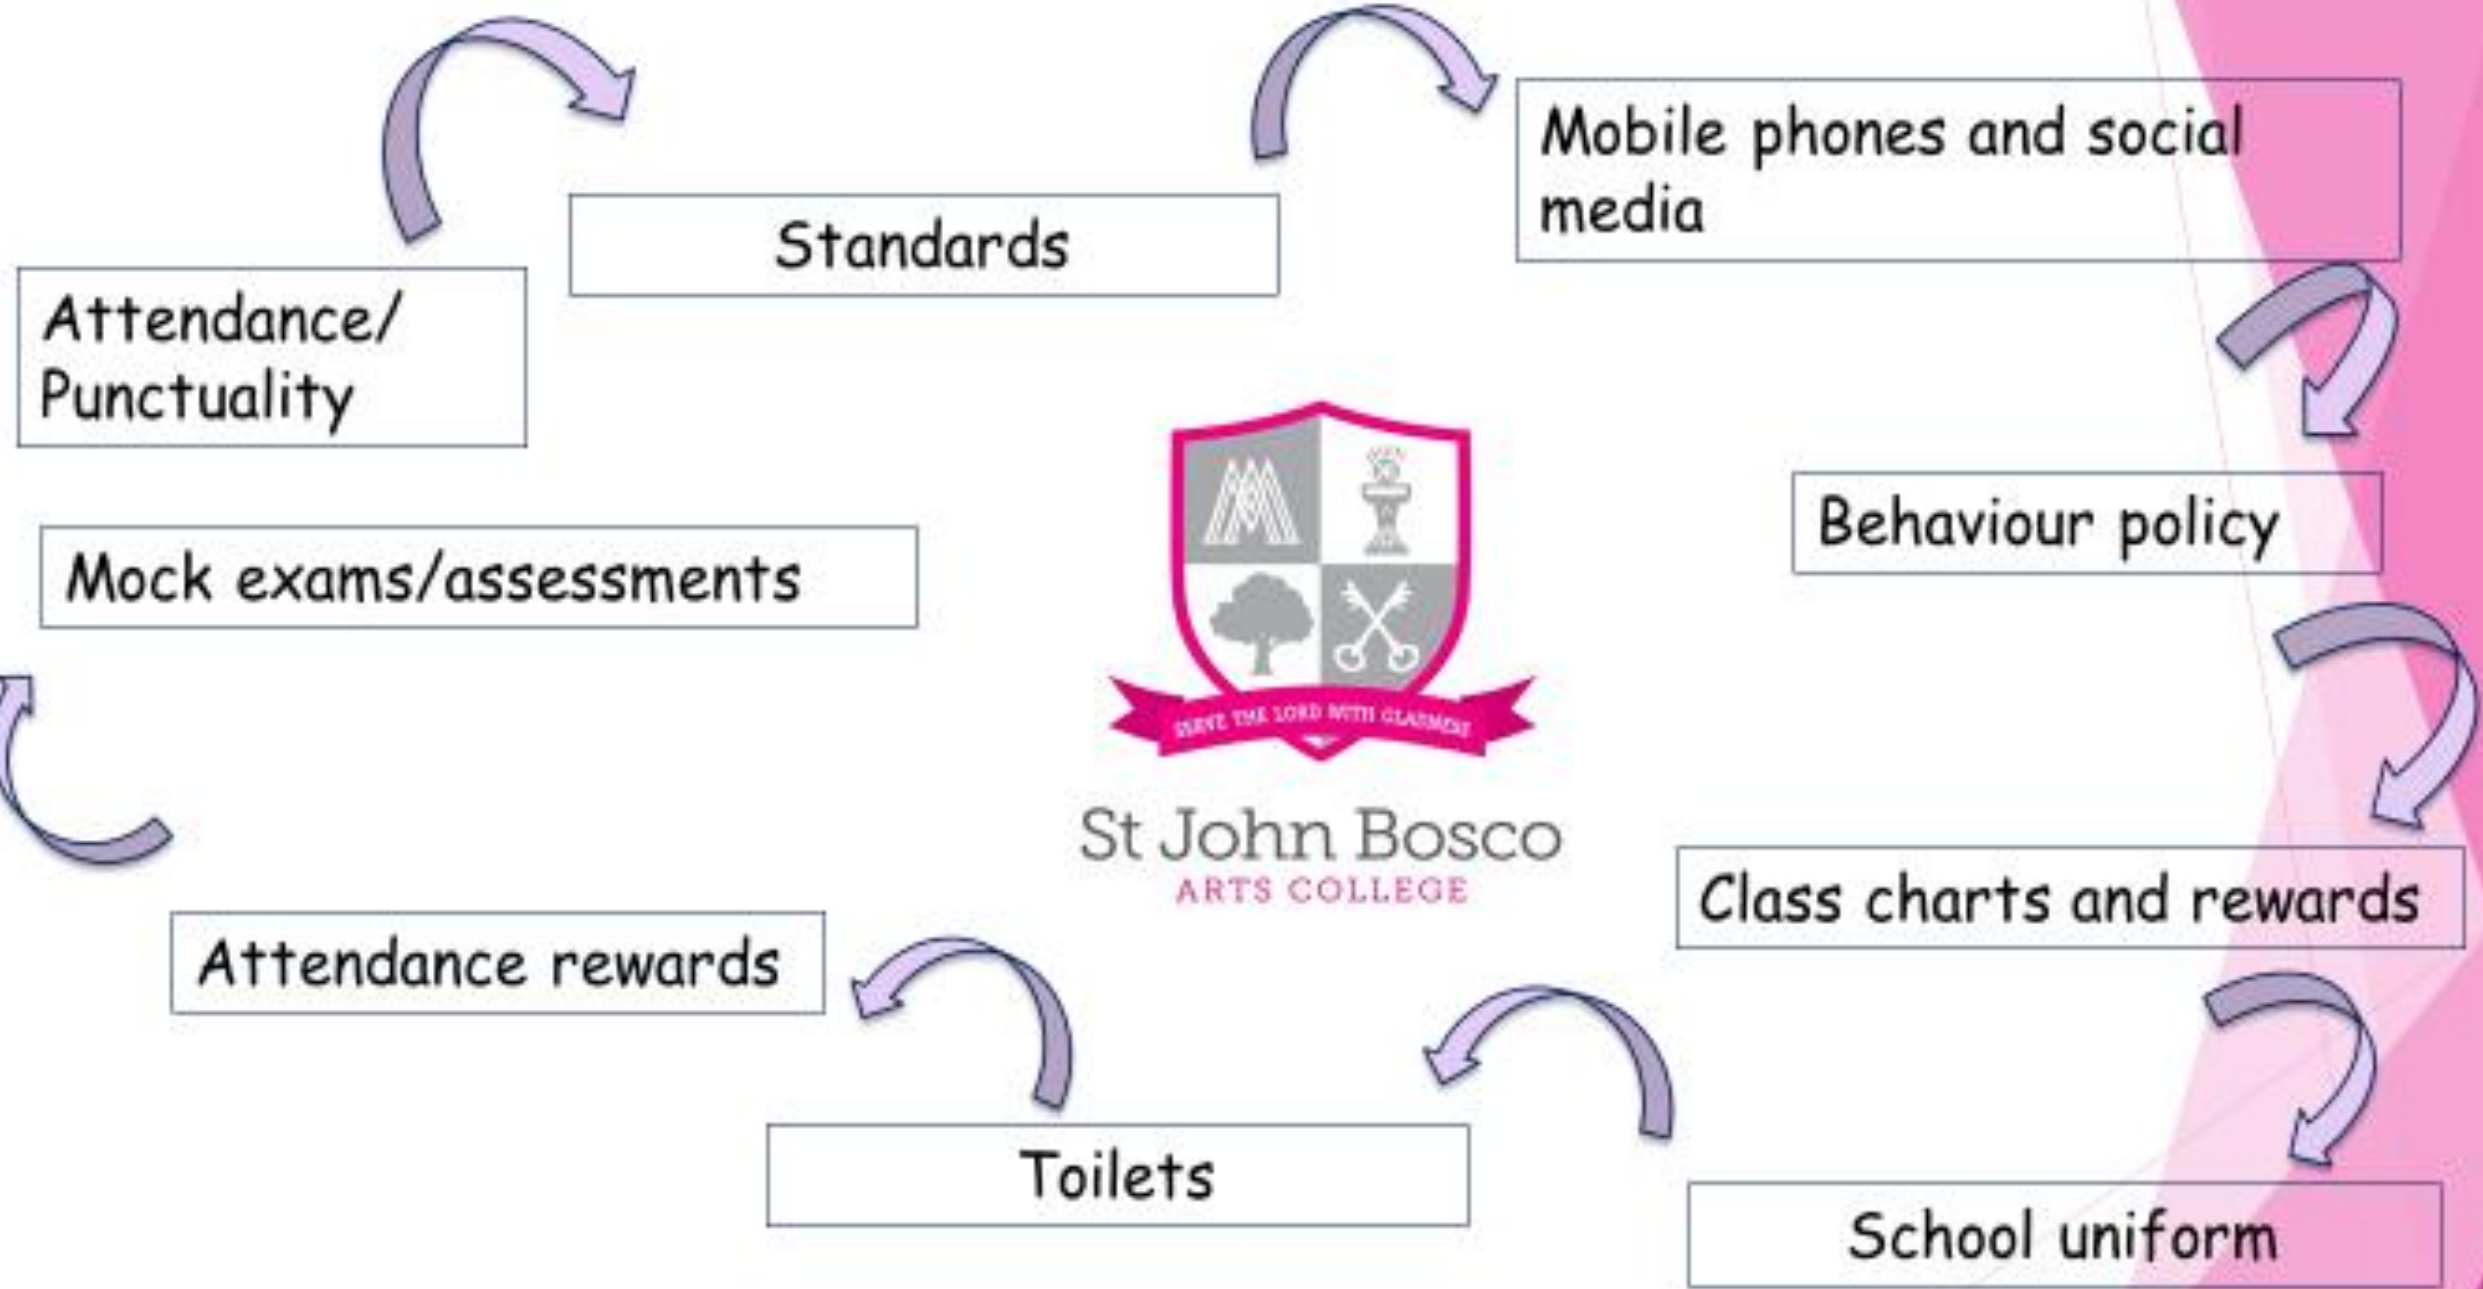 Attendance/
Punctuality
Standards
Mobile phones and social
media
Behaviour policy
Class charts and rewards
School uniform
Toilets
Attendance rewards
Mock exams/assessments
SERVE THE LORD WITH GLADNESS
St John Bosco
ARTS COLLEGE